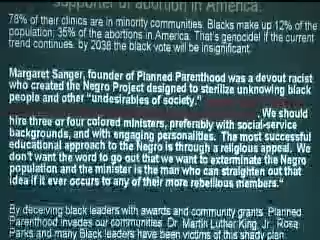 supporter of abortion in America.
78% of their clinics are in minority communities. Blacks make up 12% of the
population, 35% of the abortions in America. That's genocide! If the current
trend continues, by 2038 the black vote will be insignificant.
Margaret Sanger, founder of Planned Parenthood was a devout racist
who created the Negro Project designed to sterilize unknowing black
people and other "undesirables of society."
. We should
hire three or four colored ministers, preferably with social-service
backgrounds, and with engaging personalities. The most successful
educational approach to the Negro is through a religious appeal. We
don't want the word to go out that we want to exterminate the Negro
population and the minister is the man who can straighten out that
idea if it ever occurs to any of their more rebellious members."
By deceiving black leaders with awards and community grants, Planned
Parenthood invades our communities. Dr. Martin Luther King, Jr., Rosa
Parks and many Black leaders have been victims of this shady plan.